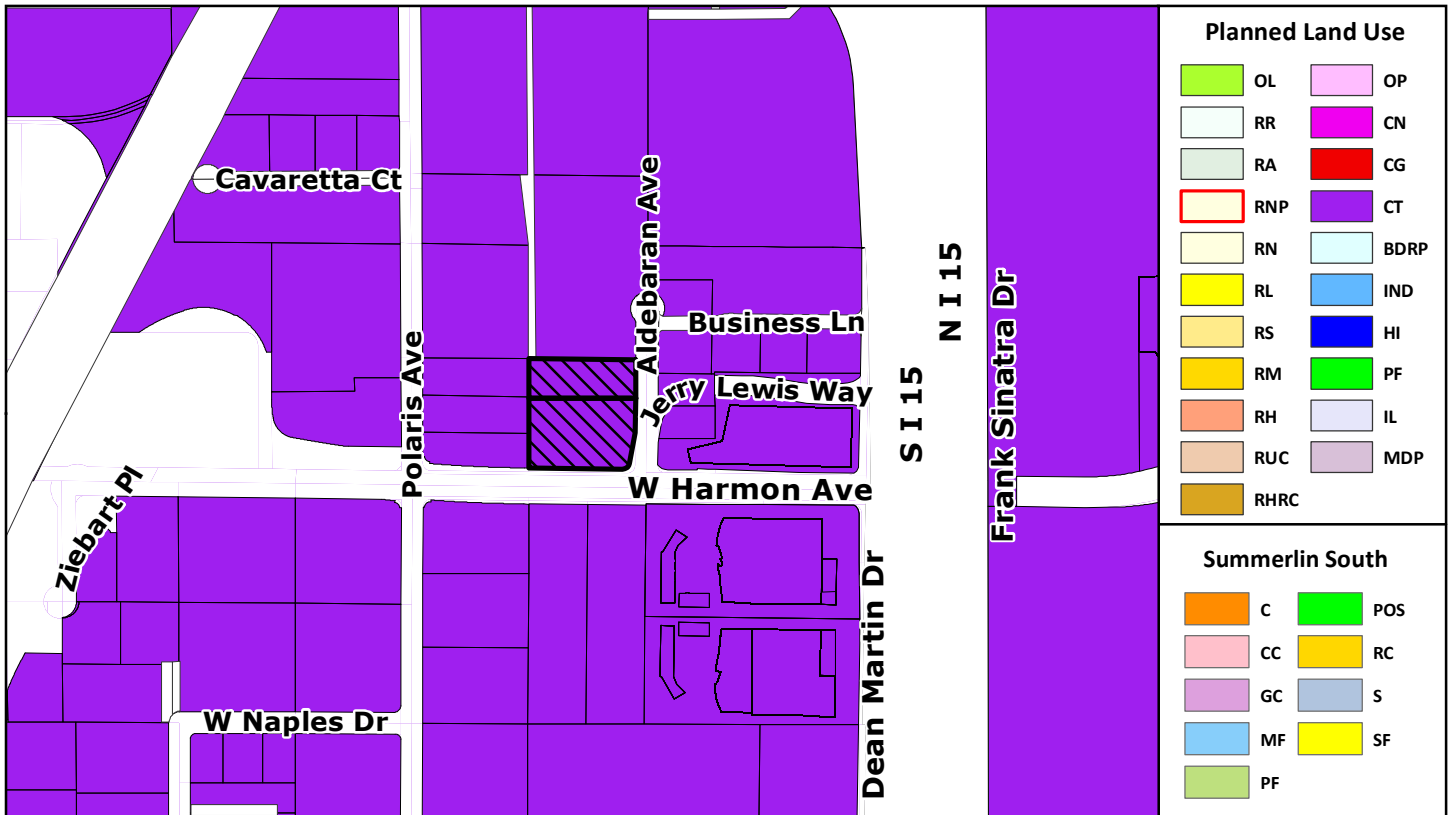 Cavaretta Ct
Aldebaran Ave
N I 15
Business Ln
Frank Sinatra Dr
Polaris Ave
Jerry Lewis Way
S I 15
W Harmon Ave
Ziebart Pl
Dean Martin Dr
W Naples Dr
Planned Land Use
OL OP
RR CN
RA CG
RNP CT
RN BDRP
RL IND
RS HI
RM PF
RH IL
RUC MDP
RHRC
Summerlin South
C POS
CC RC
GC S
MF SF
PF